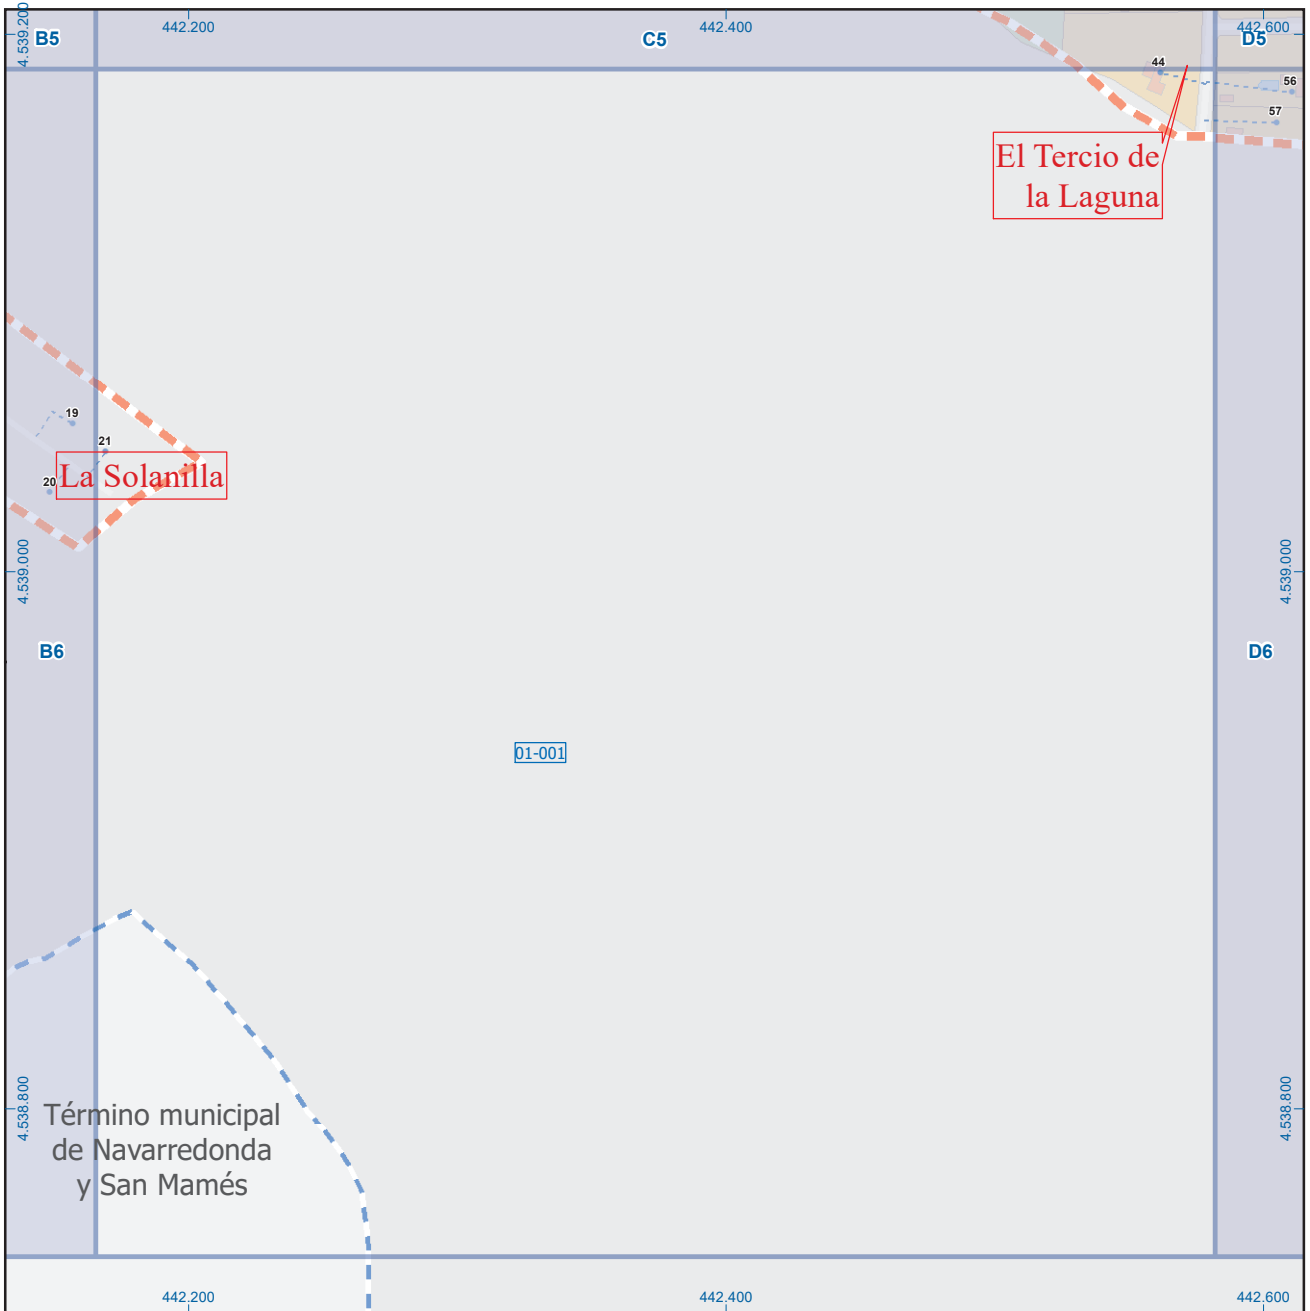 4.539.200
B5
442.200
C5
442.400
442.600
D5
44
56
57
El Tercio de
la Laguna
19
21
20
La Solanilla
4.539.000
4.539.000
B6
D6
01-001
4.538.800
4.538.800
Término municipal
de Navarredonda
y San Mamés
442.200
442.400
442.600